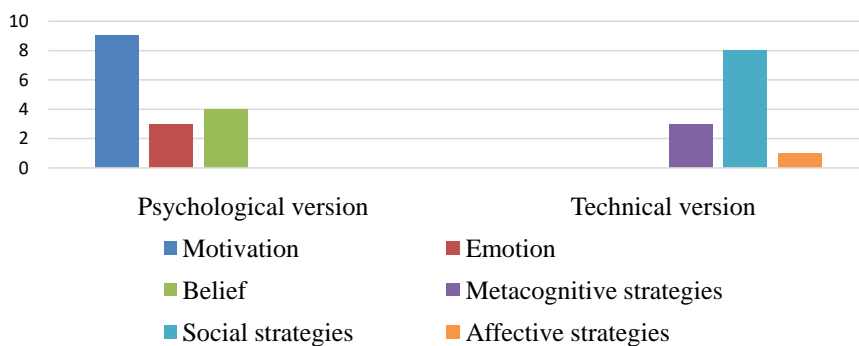 10
8
6
4
2
0
Psychological version Technical version
Motivation Emotion
Belief Metacognitive strategies
Social strategies Affective strategies